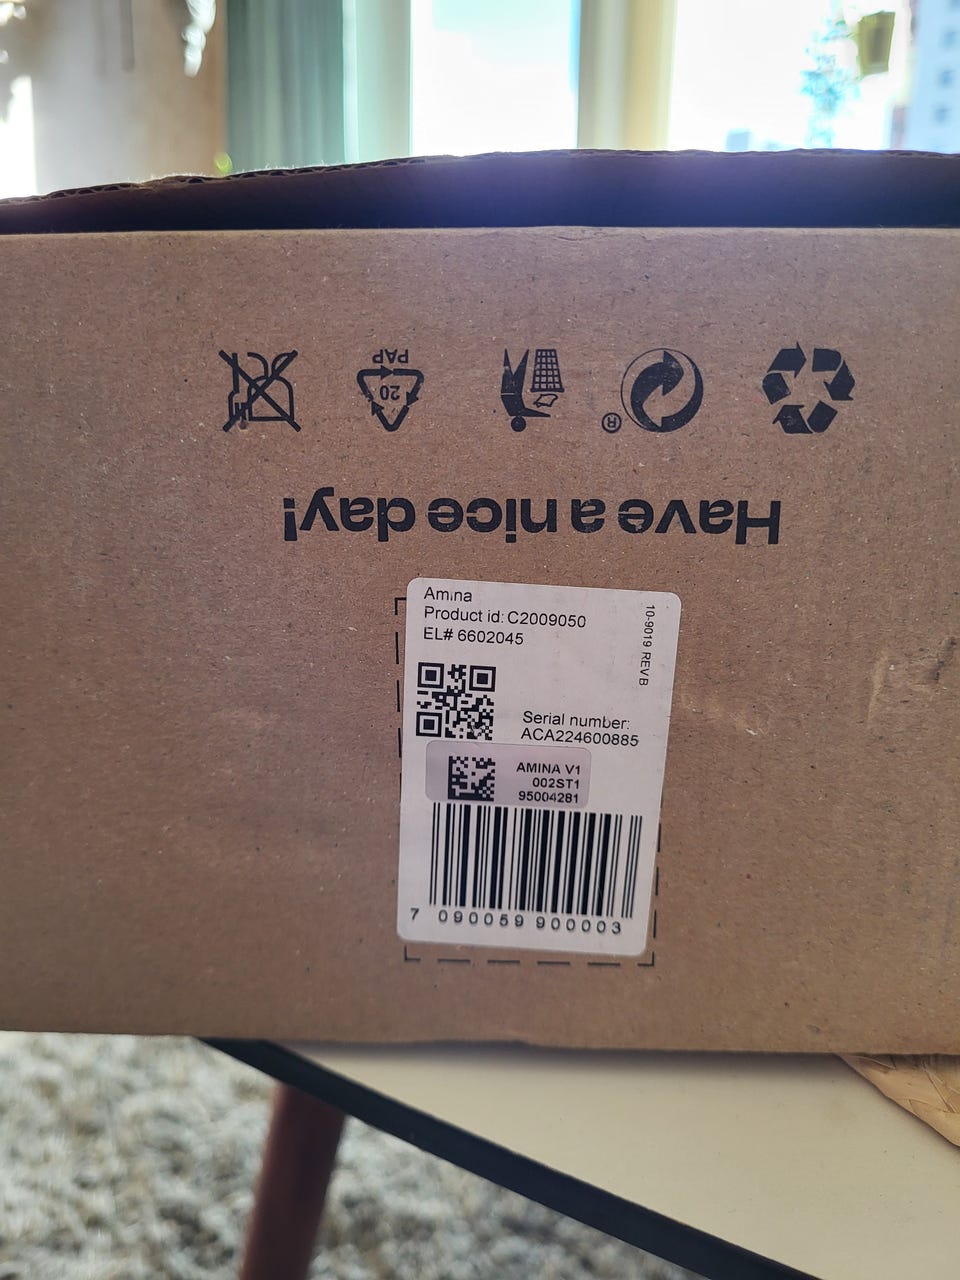 PAP
20
®
Have a nice day!
Amina
Product id: C2009050
EL# 6602045
10-9019 REVB
Serial number:
ACA224600885
AMINA V1
002ST1
95004281
7 090059 900003